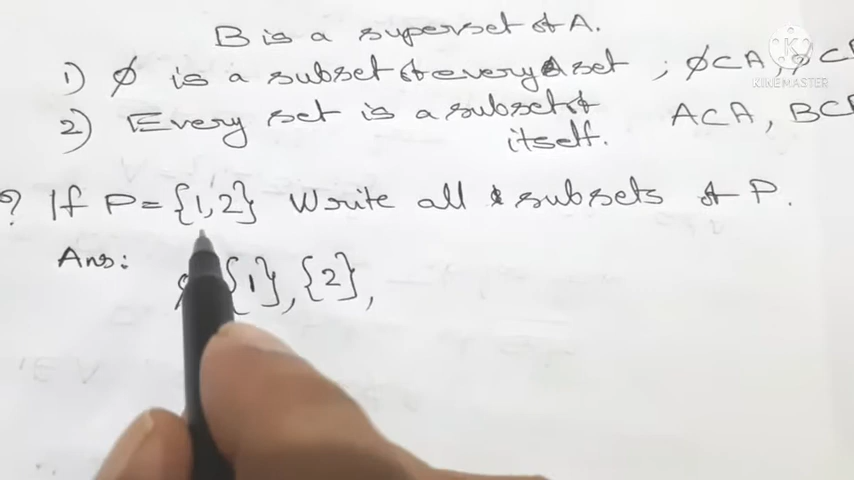 B is a superset of A.
1) ϕ is a subset of every set ; ϕ⊂A, ϕ⊂
KINEMASTER
2) Every set is a subset of itself. A⊂A, B⊂B
? If P = {1,2} Write all subsets of P.
Ans: ϕ {1}, {2},